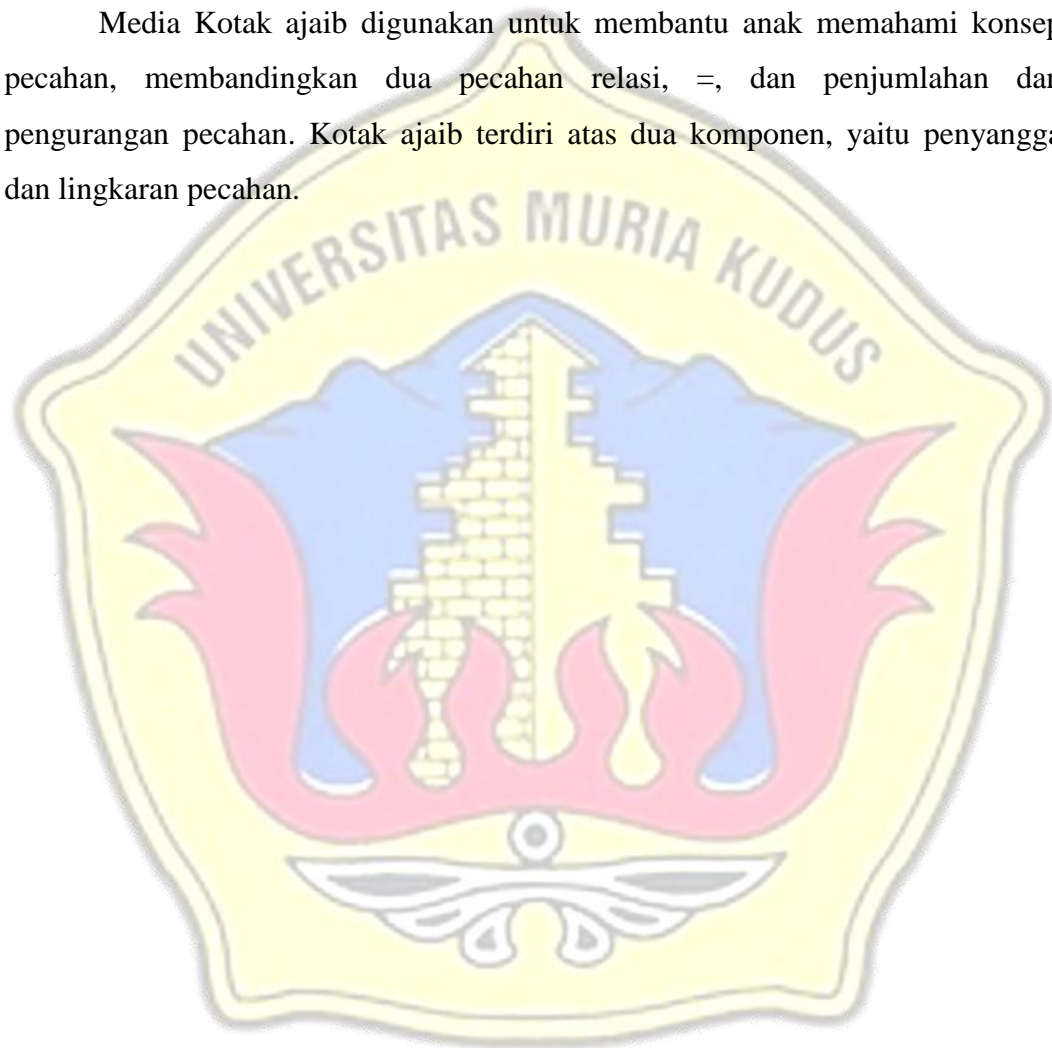 Media Kotak ajaib digunakan untuk membantu anak memahami konsep
pecahan, membandingkan dua pecahan relasi, =, dan penjumlahan dan
pengurangan pecahan. Kotak ajaib terdiri atas dua komponen, yaitu penyangga
dan lingkaran pecahan.
UNIVERSITAS MURIA KUDUS